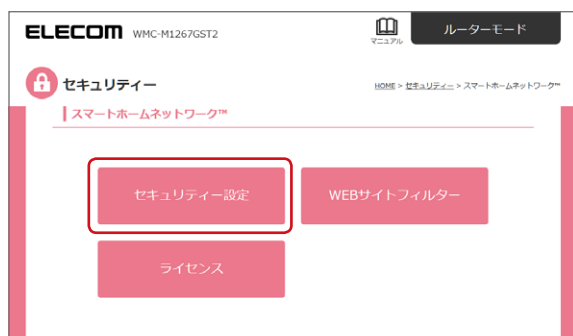 ELECOM WMC-M1267GST2
マニュアル
ルーターモード
セキュリティー
HOME > セキュリティー > スマートホームネットワーク™
スマートホームネットワーク™
セキュリティー設定
WEBサイトフィルター
ライセンス